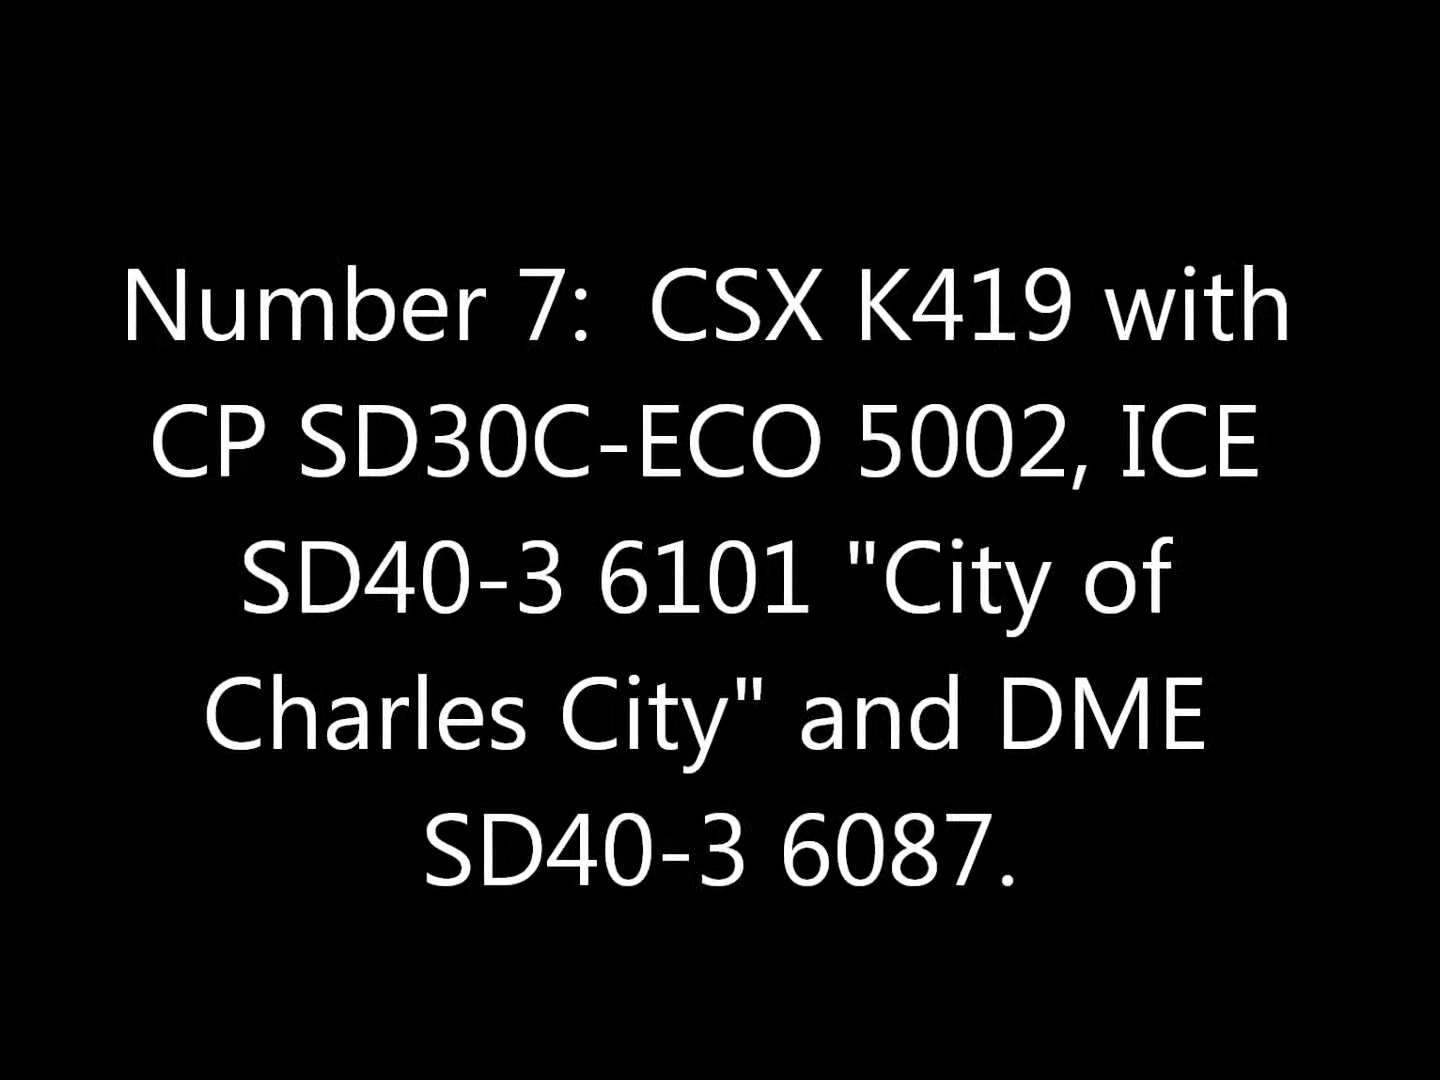 Number 7:  CSX K419 with
CP SD30C-ECO 5002, ICE
SD40-3 6101 "City of
Charles City" and DME
SD40-3 6087.